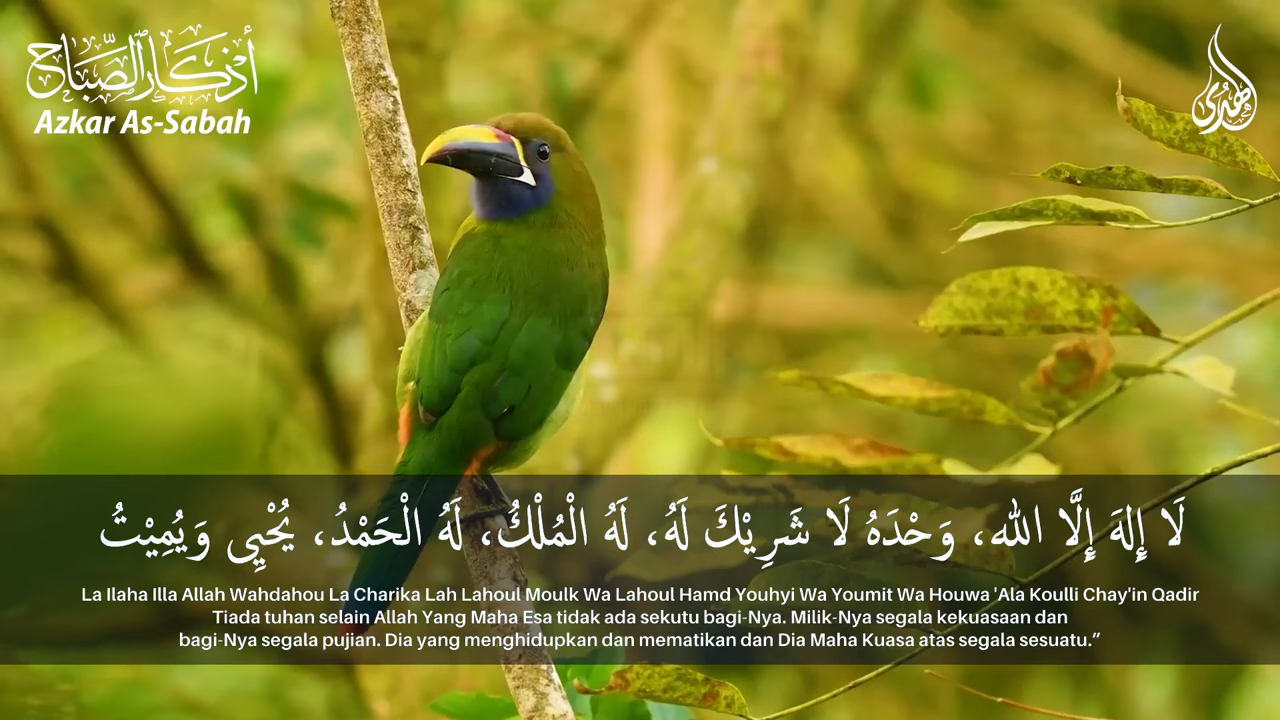 أذكار الصباح
Azkar As-Sabah
الهدى
لَا إِلهَ إِلَّا الله، وَحْدَهُ لَا شَرِيْكَ لَهُ، لَهُ الْمُلْكُ، لَهُ الْحَمْدُ، يُحْيِي وَيُمِيْتُ
La Ilaha Illa Allah Wahdahou La Charika Lah Lahoul Moulk Wa Lahoul Hamd Youhyi Wa Youmit Wa Houwa 'Ala Koulli Chay'in Qadir
Tiada tuhan selain Allah Yang Maha Esa tidak ada sekutu bagi-Nya. Milik-Nya segala kekuasaan dan
bagi-Nya segala pujian. Dia yang menghidupkan dan mematikan dan Dia Maha Kuasa atas segala sesuatu.”